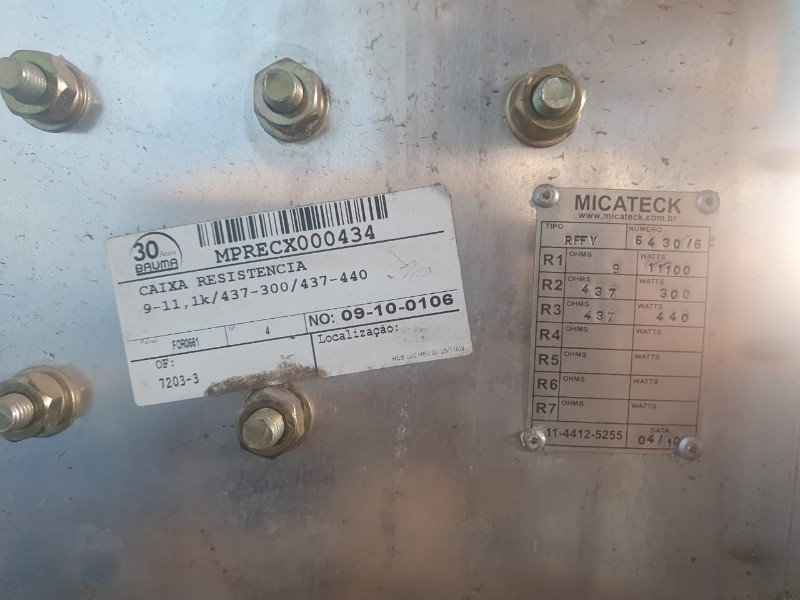 30 Anos
BAUMA
MPRECX000434
CAIXA RESISTENCIA
9-11,1k/437-300/437-440
FOR0661
4
NO: 09-10-0106
OF:
7203-3
Localização:
MICATECK
www.micateck.com.br
TIPO NÚMERO
RFFV
R1 OHMS 9 WATTS 11100
R2 OHMS 437 WATTS 300
R3 OHMS 437 WATTS 440
R4 OHMS WATTS
R5 OHMS WATTS
R6 OHMS WATTS
R7 OHMS WATTS
11-4412-5255 DATA 04/10